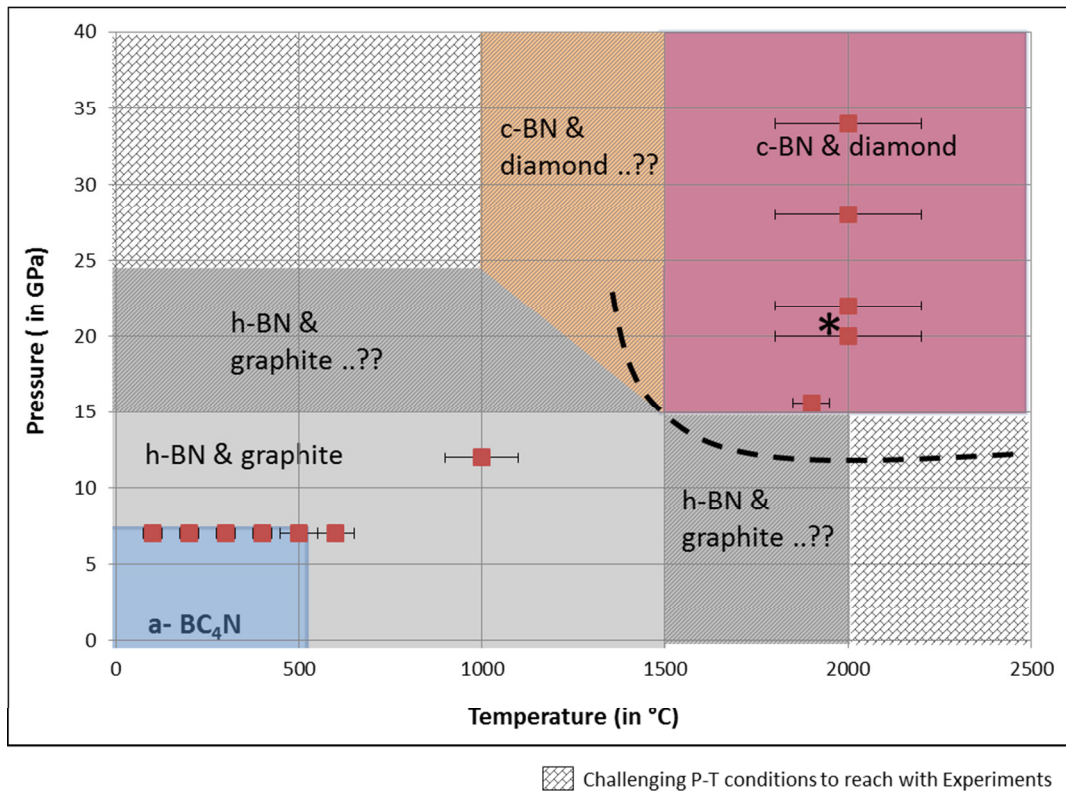 40
35
30
25
20
15
10
5
0
Pressure ( in GPa)
c-BN &
diamond ..??
c-BN & diamond
*
h-BN &
graphite ..??
h-BN & graphite
h-BN &
graphite ..??
a- BC₄N
0 500 1000 1500 2000 2500
Temperature (in °C)
Challenging P-T conditions to reach with Experiments